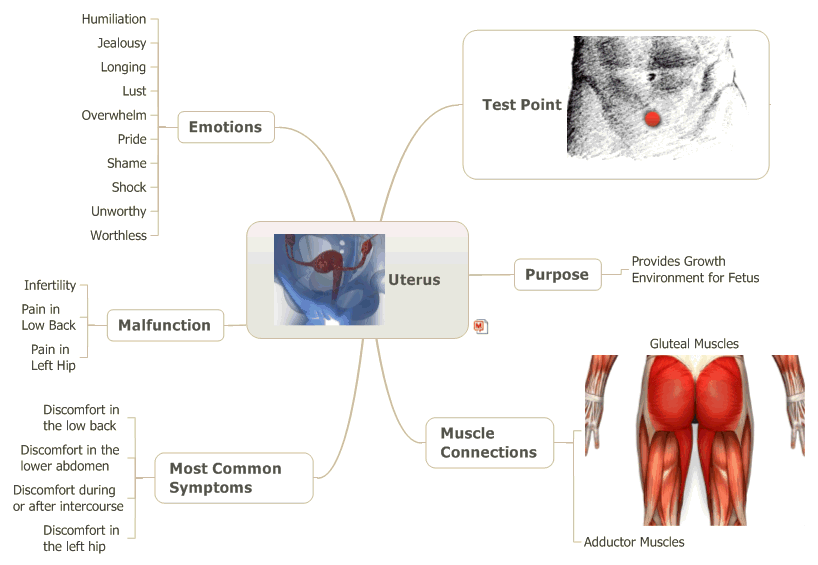 Humiliation
Jealousy
Longing
Lust
Overwhelm
Pride
Shame
Shock
Unworthy
Worthless
Emotions
Test Point
Uterus
Purpose
Provides Growth
Environment for Fetus
Infertility
Pain in
Low Back
Pain in
Left Hip
Malfunction
Gluteal Muscles
Muscle
Connections
Adductor Muscles
Discomfort in
the low back
Discomfort in the
lower abdomen
Discomfort during
or after intercourse
Discomfort in
the left hip
Most Common
Symptoms
M